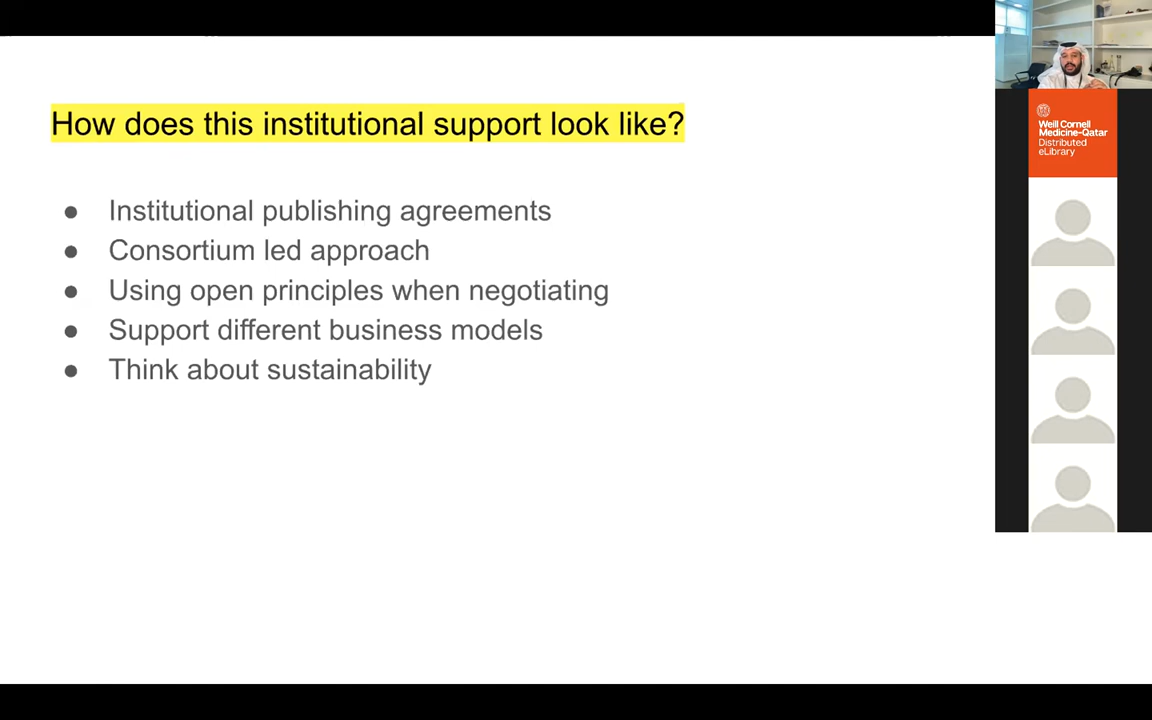 How does this institutional support look like?
● Institutional publishing agreements
● Consortium led approach
● Using open principles when negotiating
● Support different business models
● Think about sustainability
Weill Cornell
Medicine-Qatar
Distributed
eLibrary